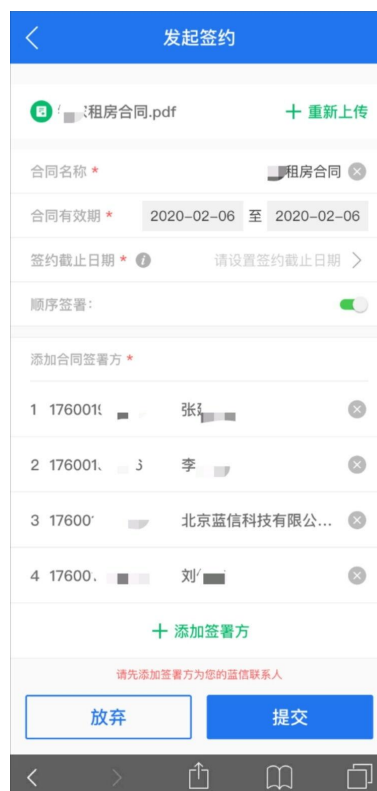 发起签约
租房合同.pdf
重新上传
合同名称 * 租房合同
合同有效期 * 2020-02-06 至 2020-02-06
签约截止日期 * 请设置签约截止日期
顺序签署:
添加合同签署方 *
1 176001
2 176001 李
3 17600 北京蓝信科技有限公...
4 17600 刘
添加签署方
请先添加签署方为您的蓝信联系人
放弃 提交